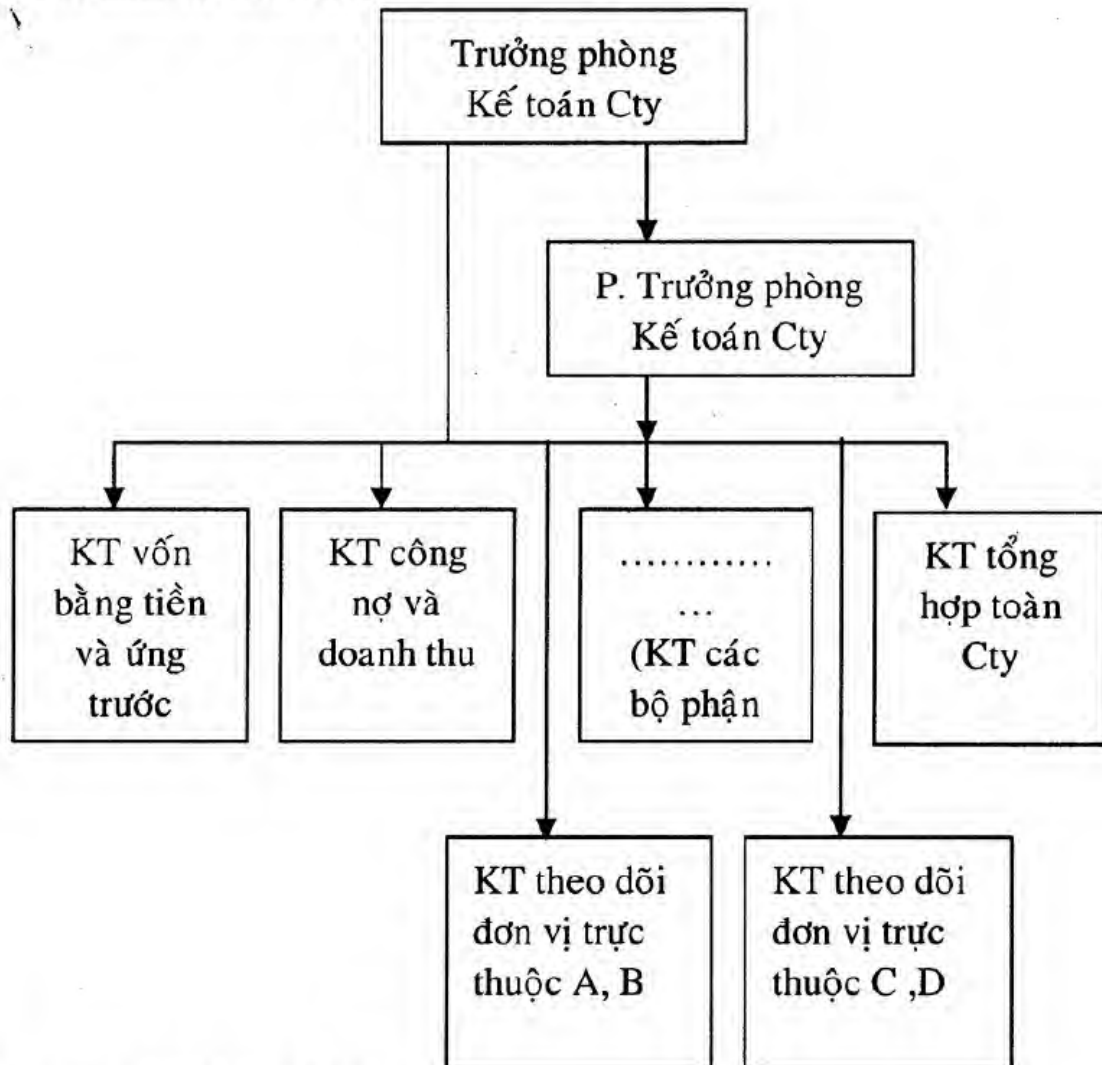 Trưởng phòng
Kế toán Cty
P. Trưởng phòng
Kế toán Cty
KT vốn
bằng tiền
và ứng
trước
KT công
nợ và
doanh thu
............
...
(KT các
bộ phận
KT tổng
hợp toàn
Cty
KT theo dõi
đơn vị trực
thuộc A, B
KT theo dõi
đơn vị trực
thuộc C ,D